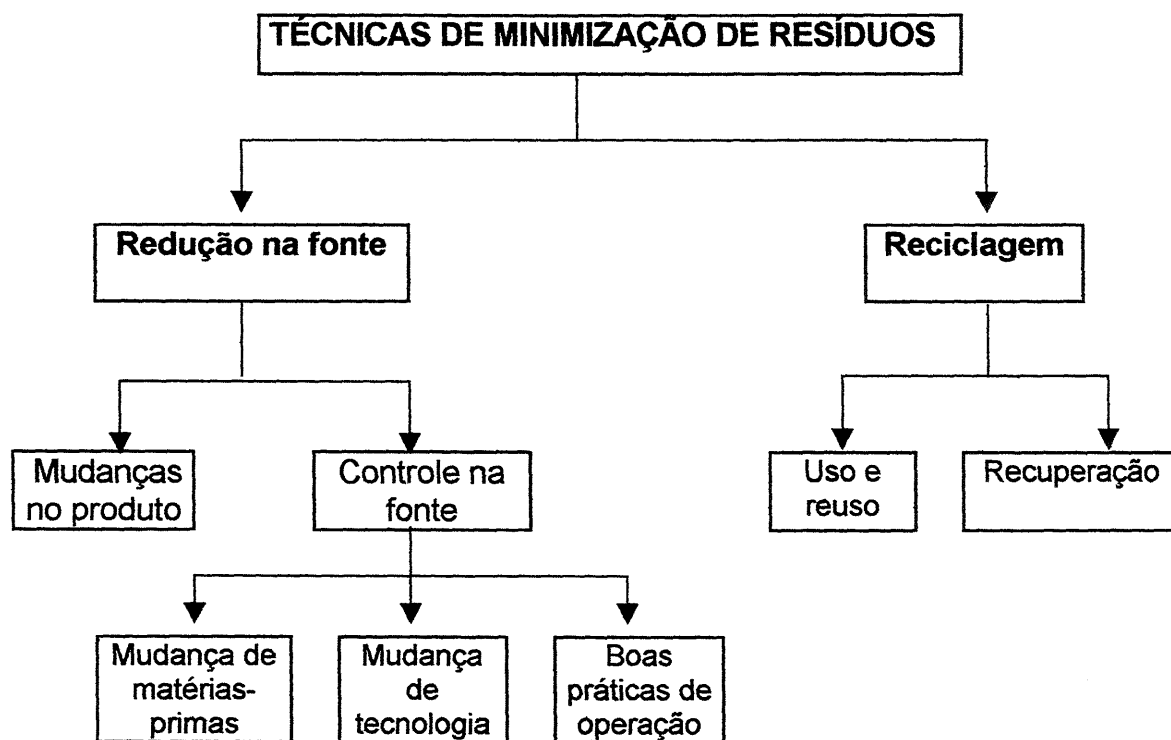 TÉCNICAS DE MINIMIZAÇÃO DE RESÍDUOS
Redução na fonte
Reciclagem
Mudanças
no produto
Controle na
fonte
Uso e
reuso
Recuperação
Mudança de
matérias-
primas
Mudança
de
tecnologia
Boas
práticas de
operação